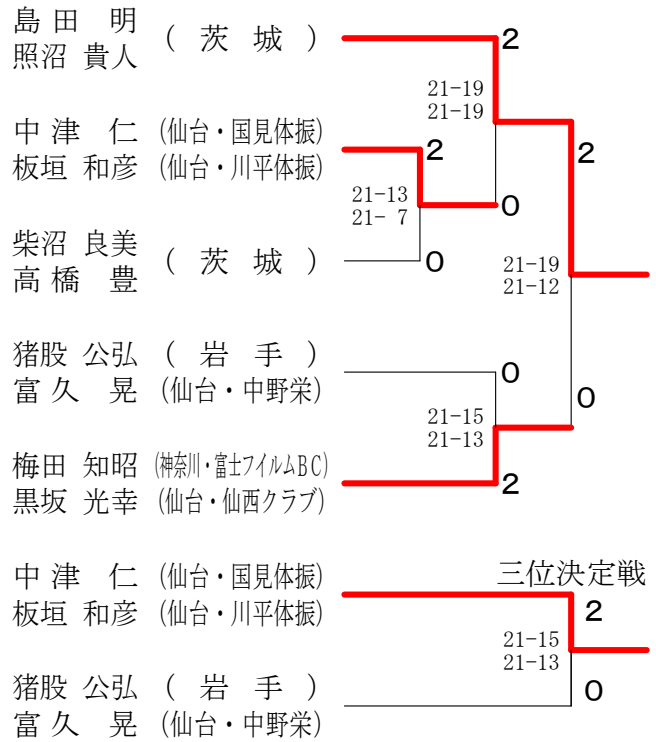 島田 明
照沼 貴人
( 茨 城 )
2
21-19
21-19
中津 仁 (仙台・国見体振)
板垣 和彦 (仙台・川平体振)
2
2
21-13
21- 7
0
柴沼 良美
高橋 豊
( 茨 城 )
0
21-19
21-12
猪股 公弘 ( 岩 手 )
富久 晃 (仙台・中野栄)
0
0
21-15
21-13
梅田 知昭 (神奈川・富士フイルムBC)
黒坂 光幸 (仙台・仙西クラブ)
2
三位決定戦
中津 仁 (仙台・国見体振)
板垣 和彦 (仙台・川平体振)
2
21-15
21-13
猪股 公弘 ( 岩 手 )
富久 晃 (仙台・中野栄)
0